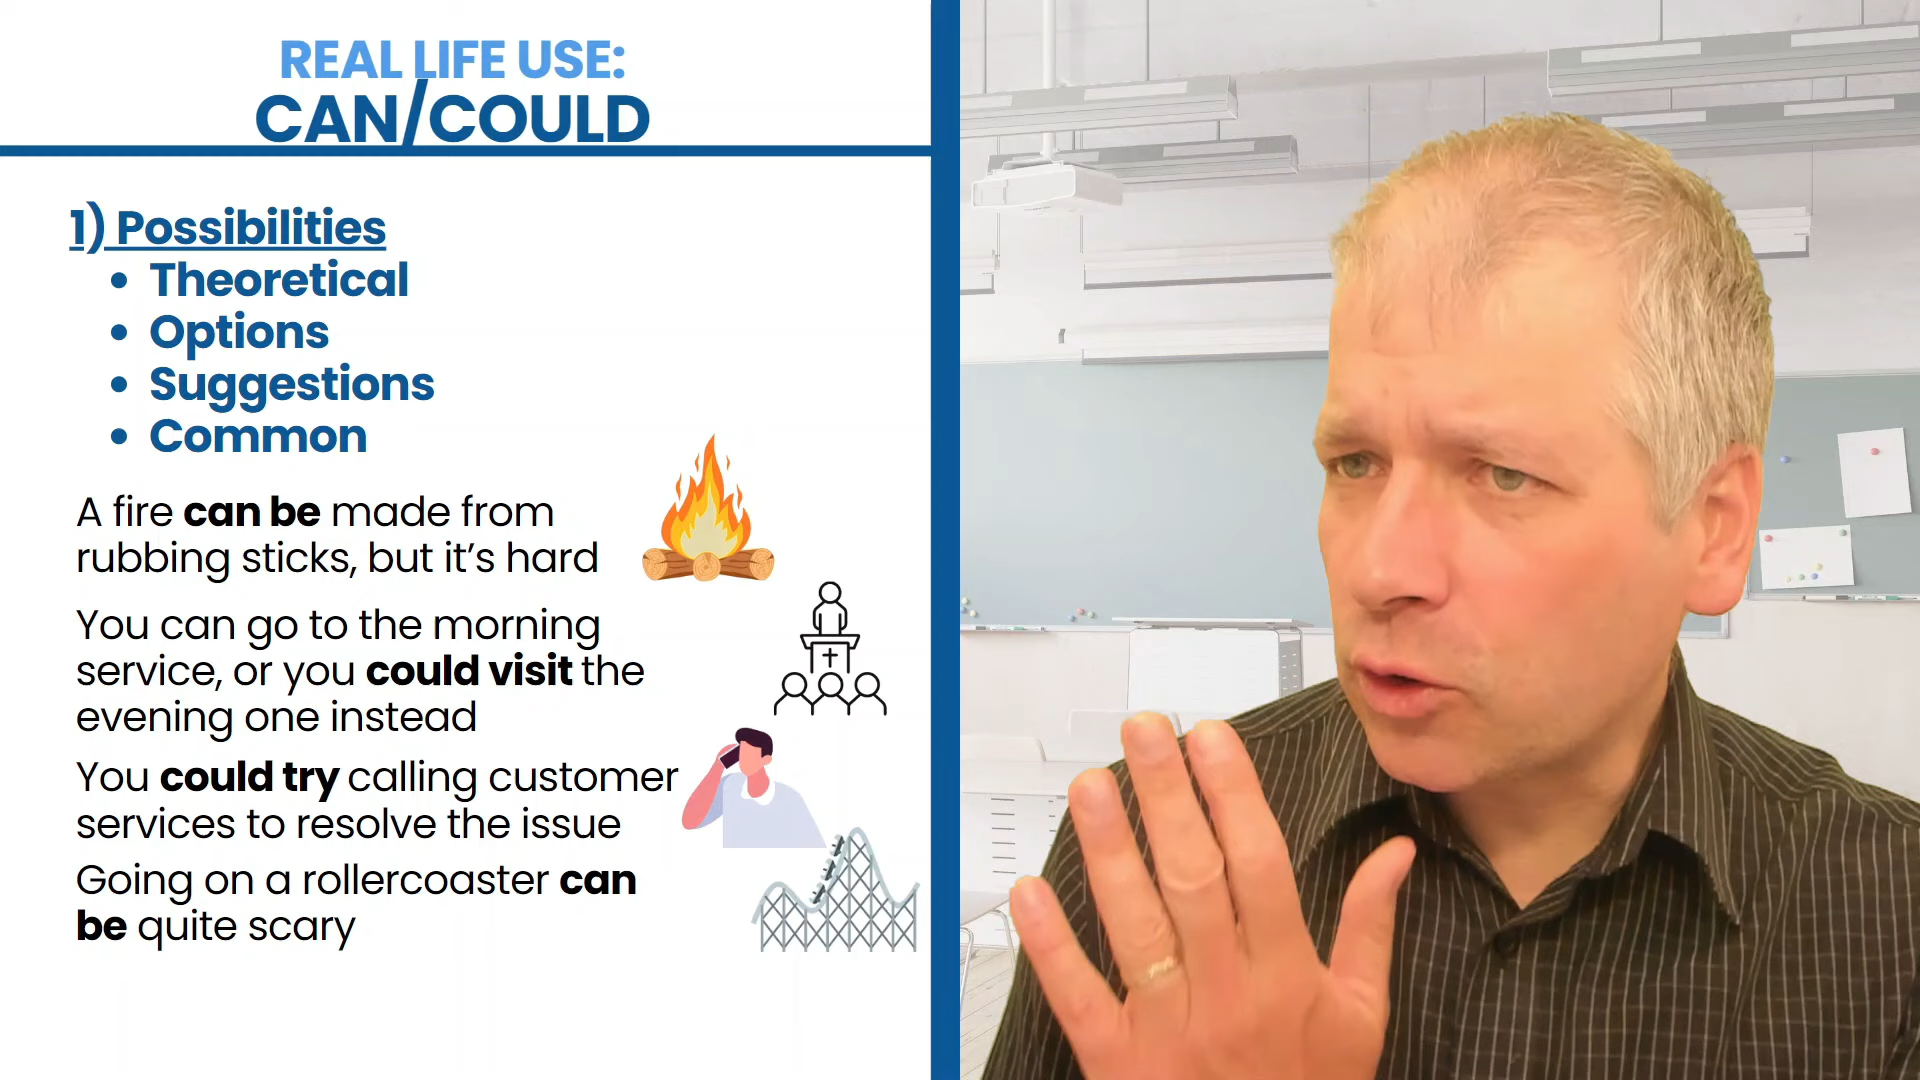 REAL LIFE USE:
CAN/COULD
1) Possibilities
• Theoretical
• Options
• Suggestions
• Common
A fire can be made from
rubbing sticks, but it’s hard
You can go to the morning
service, or you could visit the
evening one instead
You could try calling customer
services to resolve the issue
Going on a rollercoaster can
be quite scary